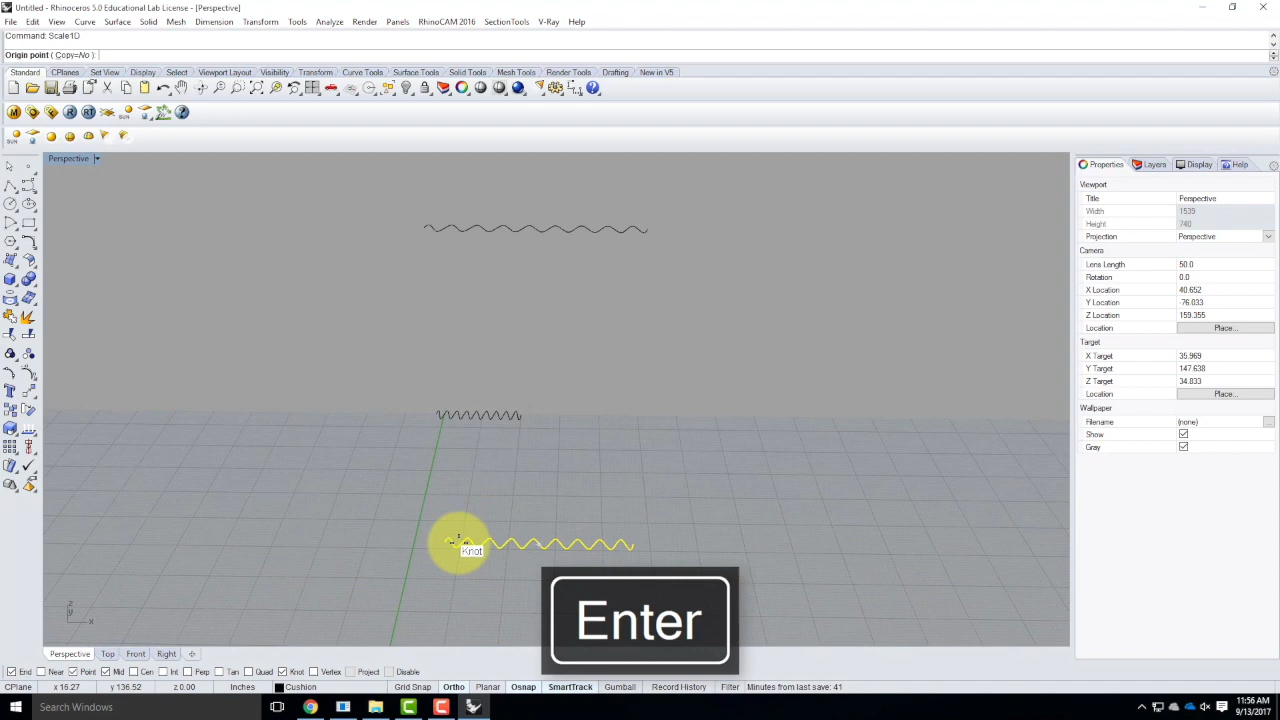 Untitled - Rhinoceros 5.0 Educational Lab License - [Perspective]
File Edit View Curve Surface Solid Mesh Dimension Transform Tools Analyze Render Panels RhinoCAM 2016 SectionTools V-Ray Help
Command: Scale1D
Origin point ( Copy=No ):
Standard CPlanes Set View Display Select Viewport Layout Visibility Transform Curve Tools Surface Tools Solid Tools Mesh Tools Render Tools Drafting New in V5
M R RT
SUN
SUN
Perspective
Properties Layers Display Help
Viewport
Title Perspective
Width 1539
Height 740
Projection Perspective
Camera
Lens Length 50.0
Rotation 0.0
X Location 40.652
Y Location -76.033
Z Location 159.355
Location Place...
Target
X Target 35.969
Y Target 147.638
Z Target 34.833
Location Place...
Wallpaper
Filename (none) ...
Show
Gray
Knot
Enter
z
y
x
Perspective Top Front Right
End Near Point Mid Cen Int Perp Tan Quad Knot Vertex Project Disable
CPlane x 16.27 y 136.52 z 0.00 Inches Cushion Grid Snap Ortho Planar Osnap SmartTrack Gumball Record History Filter Minutes from last save: 41
Search Windows
11:56 AM
9/13/2017